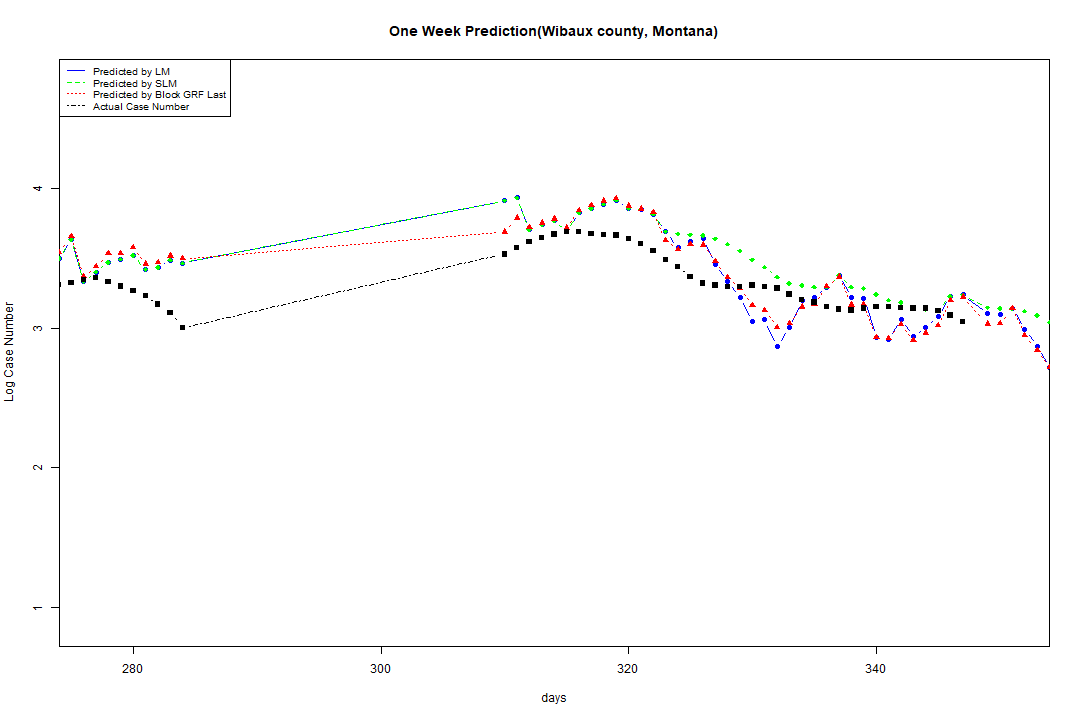 One Week Prediction(Wibaux county, Montana)
Predicted by LM
Predicted by SLM
Predicted by Block GRF Last
Actual Case Number
4
3
2
1
Log Case Number
280 300 320 340
days